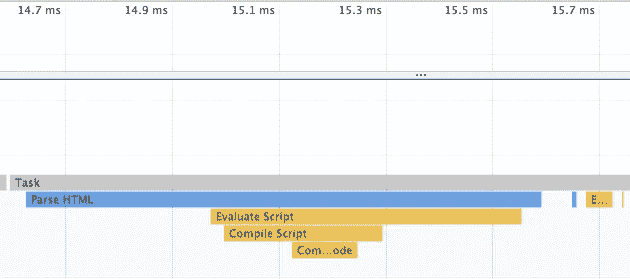 14.7 ms 14.9 ms 15.1 ms 15.3 ms 15.5 ms 15.7 ms
...
Task
Parse HTML E...
Evaluate Script
Compile Script
Com...ode